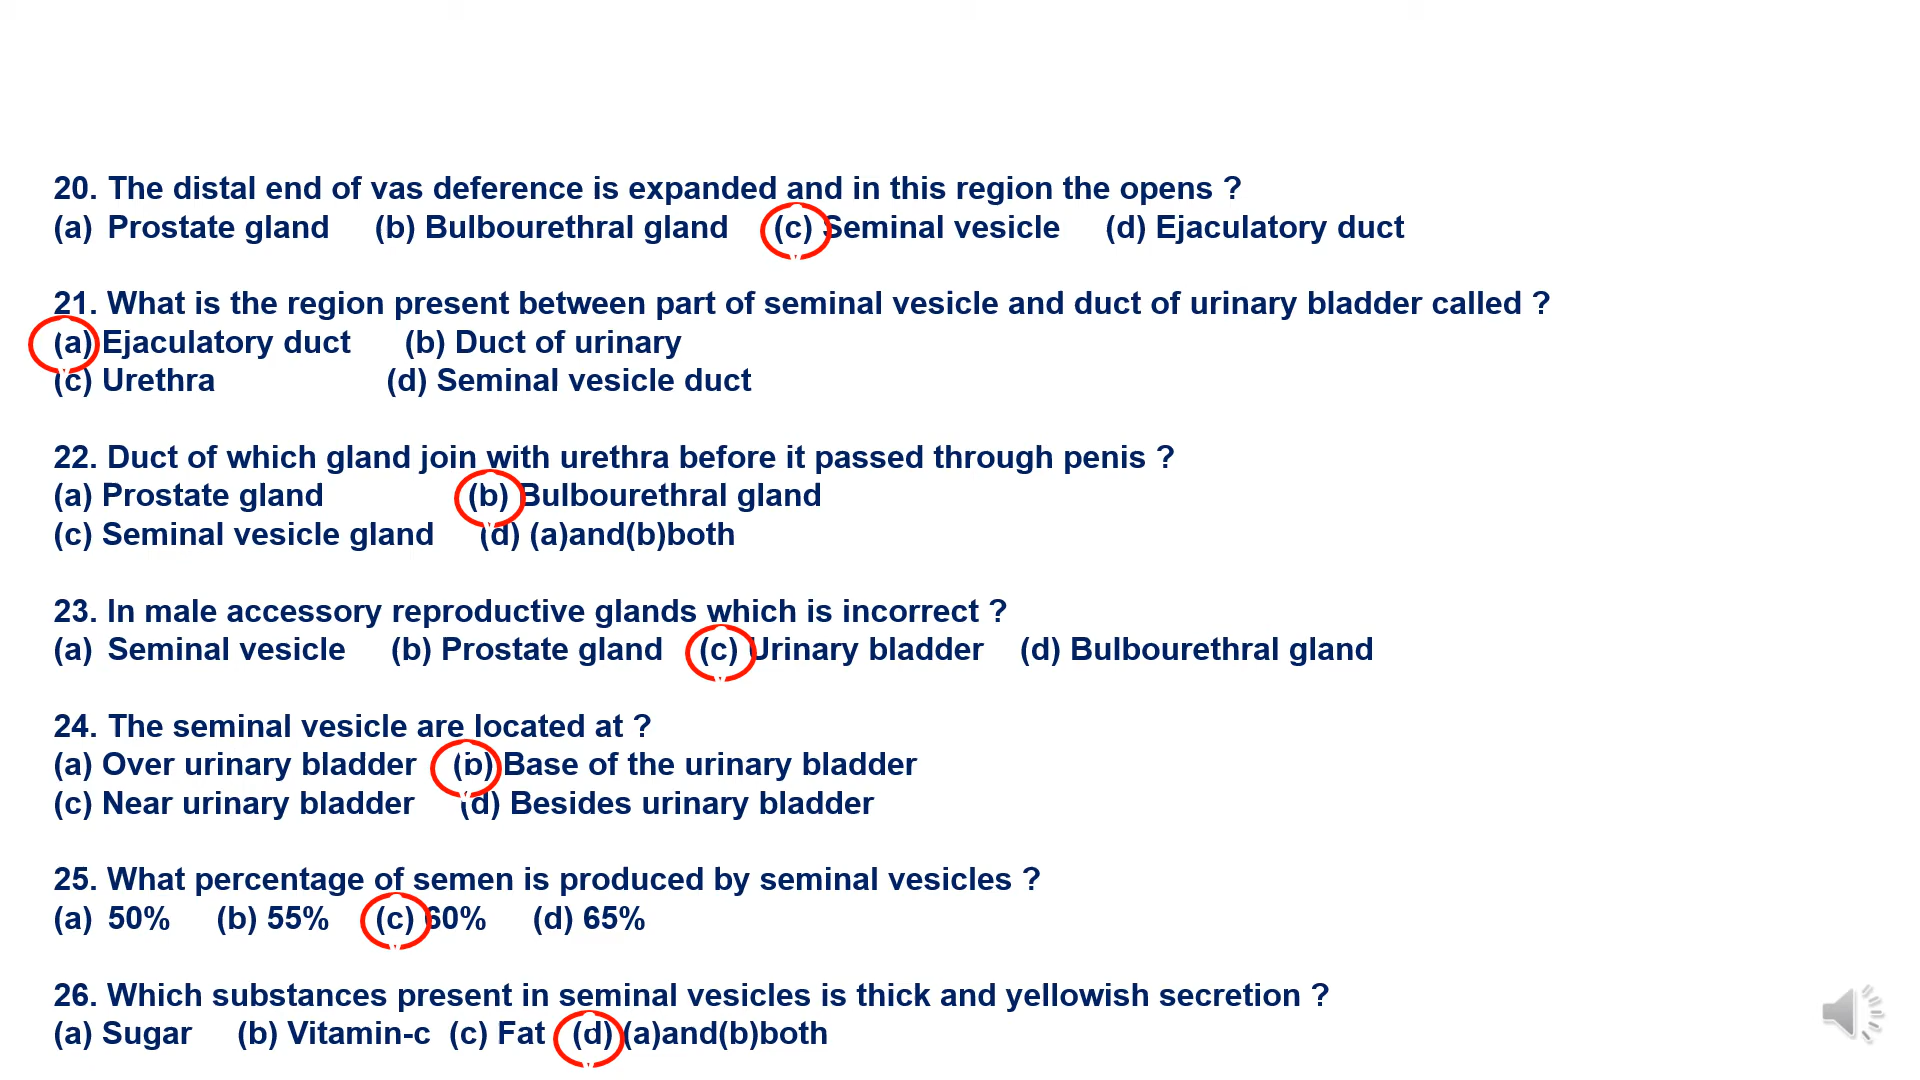 20. The distal end of vas deference is expanded and in this region the opens ?
(a) Prostate gland (b) Bulbourethral gland (c) Seminal vesicle (d) Ejaculatory duct
21. What is the region present between part of seminal vesicle and duct of urinary bladder called ?
(a) Ejaculatory duct (b) Duct of urinary
(c) Urethra (d) Seminal vesicle duct
22. Duct of which gland join with urethra before it passed through penis ?
(a) Prostate gland (b) Bulbourethral gland
(c) Seminal vesicle gland (d) (a)and(b)both
23. In male accessory reproductive glands which is incorrect ?
(a) Seminal vesicle (b) Prostate gland (c) Urinary bladder (d) Bulbourethral gland
24. The seminal vesicle are located at ?
(a) Over urinary bladder (b) Base of the urinary bladder
(c) Near urinary bladder (d) Besides urinary bladder
25. What percentage of semen is produced by seminal vesicles ?
(a) 50% (b) 55% (c) 60% (d) 65%
26. Which substances present in seminal vesicles is thick and yellowish secretion ?
(a) Sugar (b) Vitamin-c (c) Fat (d) (a)and(b)both